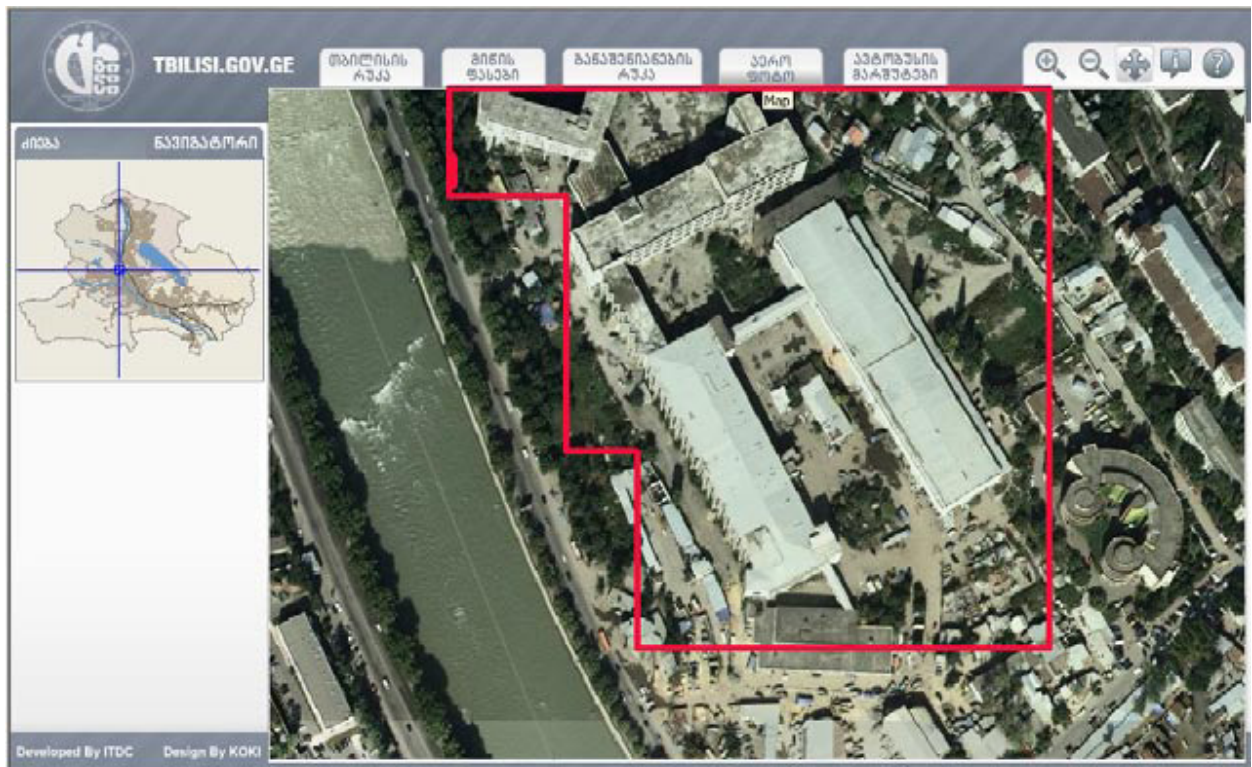 TBILISI.GOV.GE
თბილისის
რუკა
მიწის
ფასები
განაშენიანების
რუკა
აერო
ფოტო
ავტობუსის
მარშუტები
Map
ძიება
ნავიგატორი
Developed By ITDC
Design By KOKI